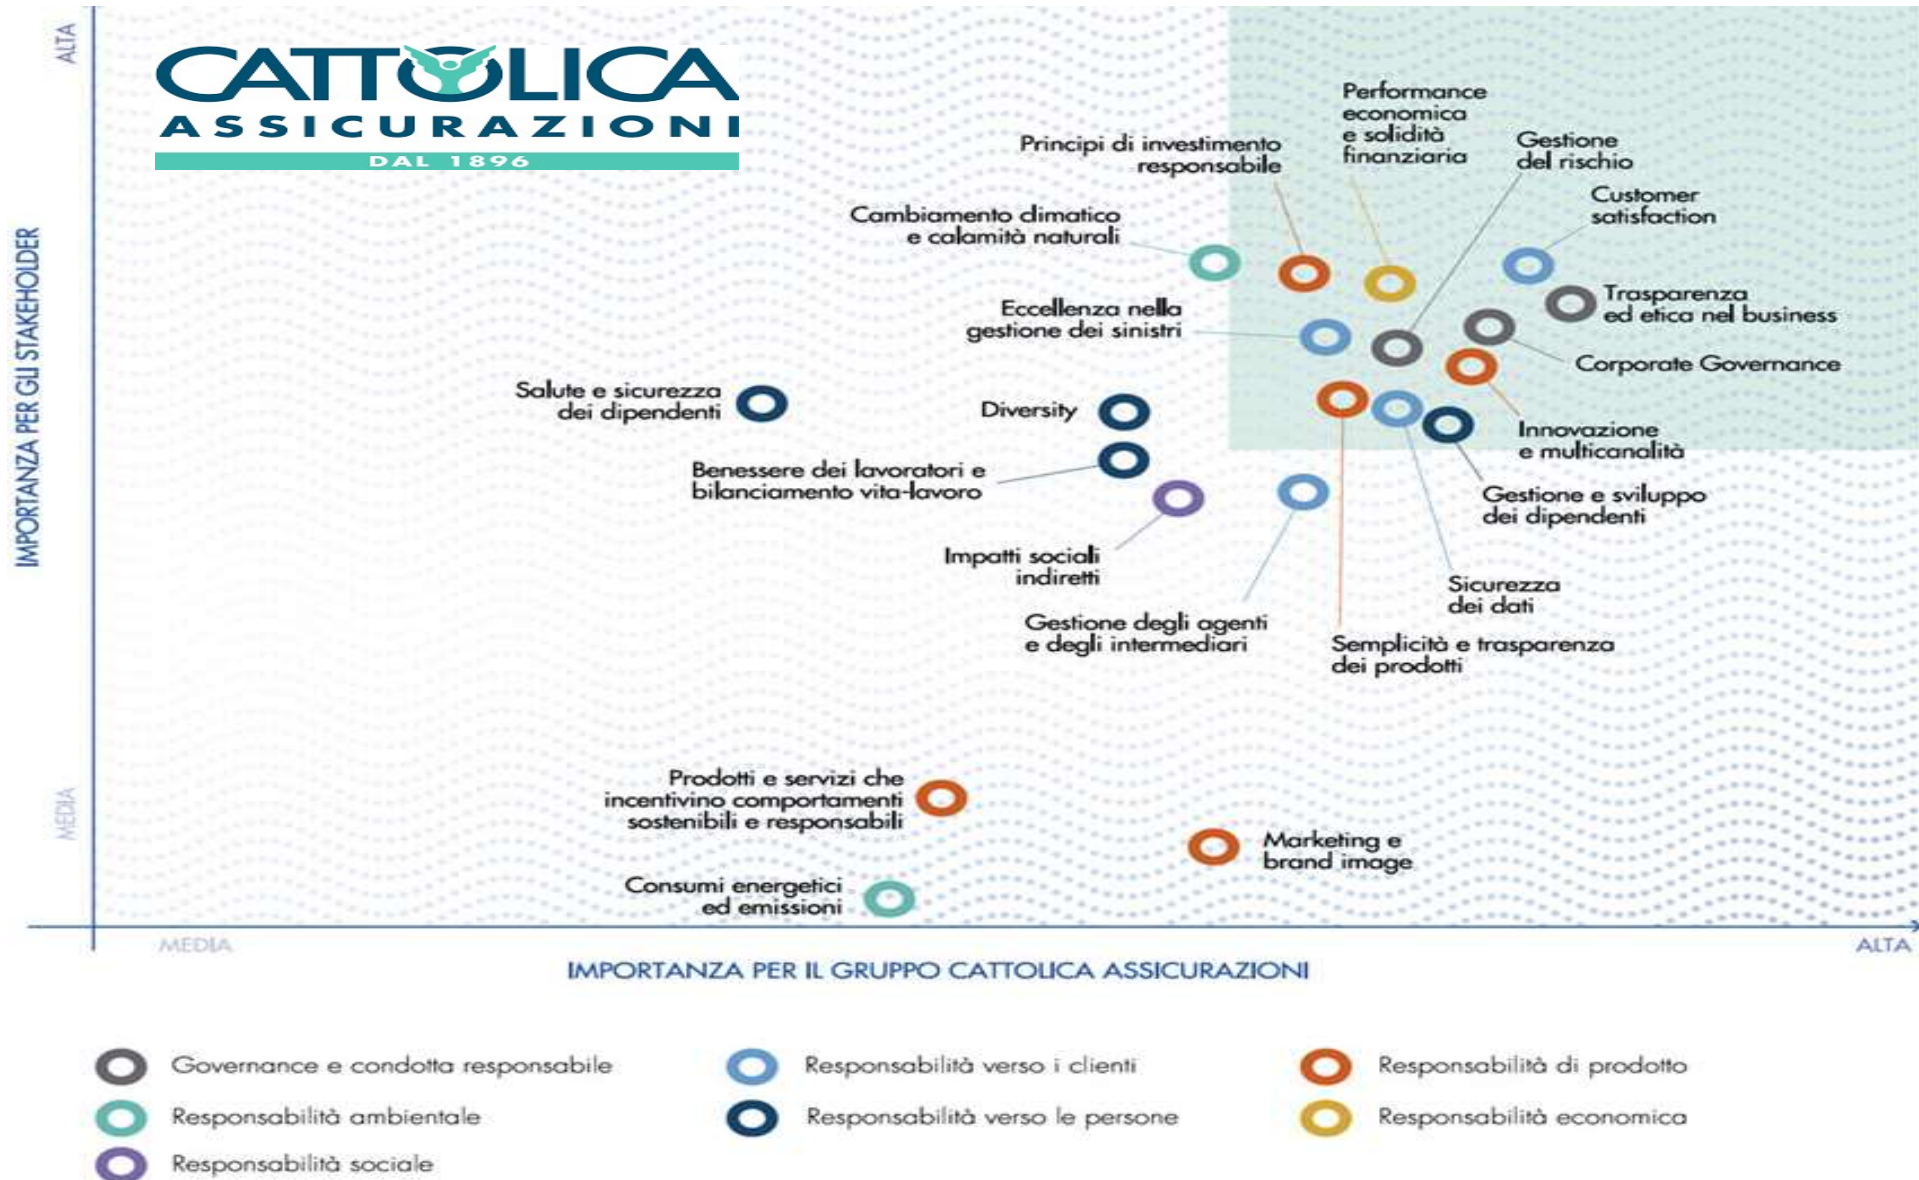 ALTA
CATTOLICA
ASSICURAZIONI
DAL 1896
IMPORTANZA PER GLI STAKEHOLDER
Performance
economica
e solidità
finanziaria
Principi di investimento
responsabile
Gestione
del rischio
Customer
satisfaction
Cambiamento climatico
e calamità naturali
Trasparenza
ed etica nel business
Eccellenza nella
gestione dei sinistri
Corporate Governance
Salute e sicurezza
dei dipendenti
Diversity
Innovazione
e multicanalità
Benessere dei lavoratori e
bilanciamento vita-lavoro
Gestione e sviluppo
dei dipendenti
Impatti sociali
indiretti
Sicurezza
dei dati
Gestione degli agenti
e degli intermediari
Semplicità e trasparenza
dei prodotti
MEDIA
Prodotti e servizi che
incentivino comportamenti
sostenibili e responsabili
Marketing e
brand image
Consumi energetici
ed emissioni
MEDIA
ALTA
IMPORTANZA PER IL GRUPPO CATTOLICA ASSICURAZIONI
Governance e condotta responsabile
Responsabilità verso i clienti
Responsabilità di prodotto
Responsabilità ambientale
Responsabilità verso le persone
Responsabilità economica
Responsabilità sociale